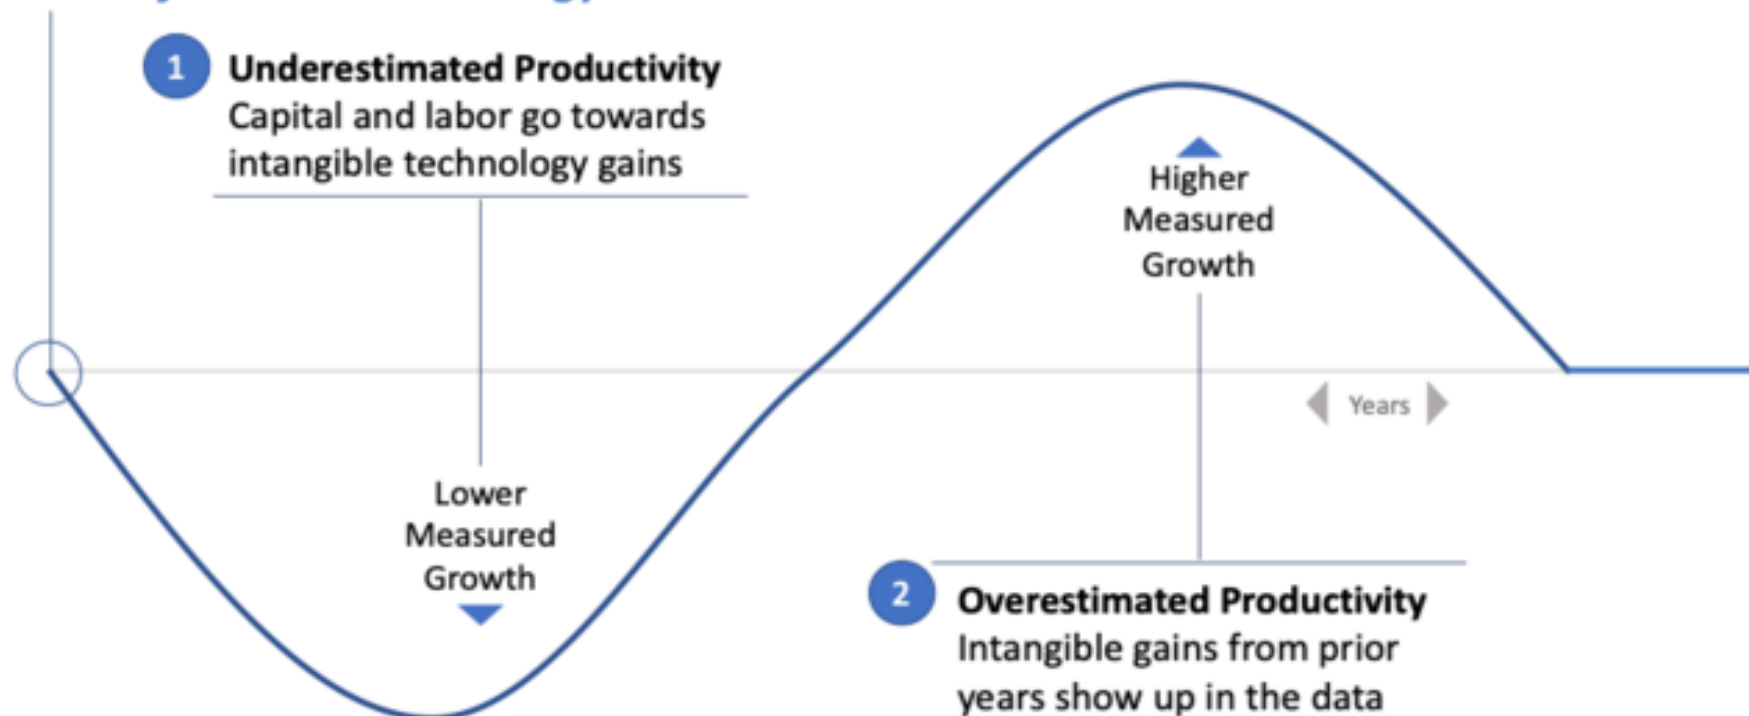 1
Underestimated Productivity
Capital and labor go towards
intangible technology gains
Higher
Measured
Growth
Years
Lower
Measured
Growth
2
Overestimated Productivity
Intangible gains from prior
years show up in the data